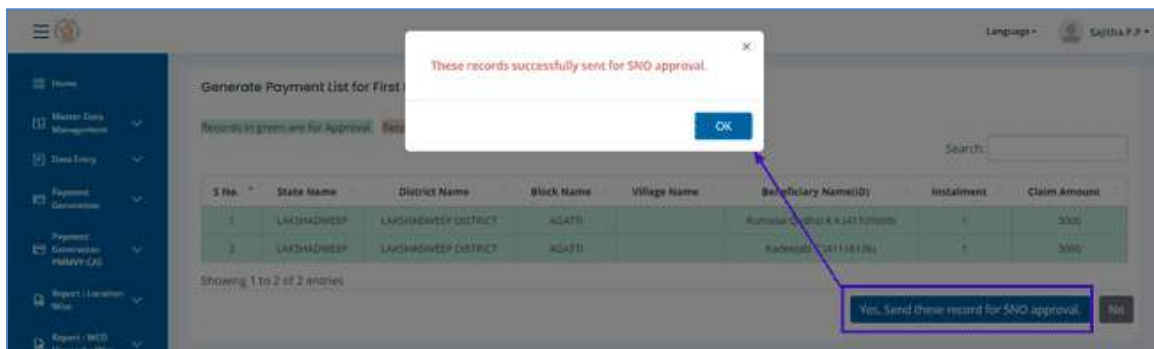 Language
Sajitha P.P
These records successfully sent for SNO approval.
OK
Home
Generate Payment List for First
Master Data
Management
Records in green are for Approval
Search:
Data Entry
S No. State Name District Name Block Name Village Name Beneficiary Name(ID) Instalment Claim Amount
Payment
Generation
1 LAKSHADWEEP LAKSHADWEEP DISTRICT AGATTI 1 3000
Payment
Generation
PMMVY CAS
2 LAKSHADWEEP LAKSHADWEEP DISTRICT AGATTI 1 3000
Showing 1 to 2 of 2 entries
Report : Location
Wise
Yes, Send these record for SNO approval. No
Report : WCD